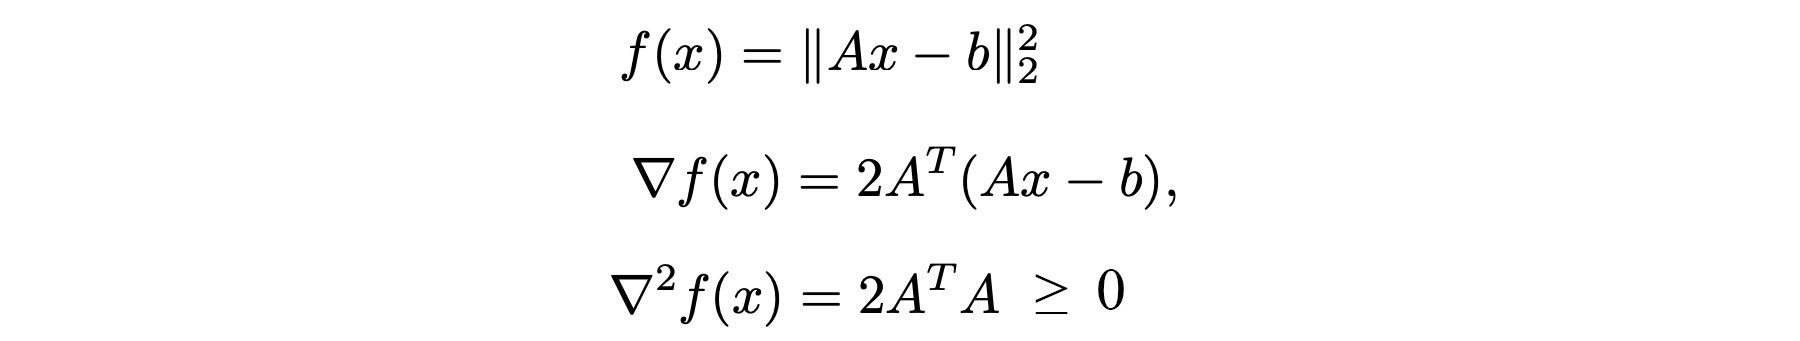 f(x) = ‖Ax − b‖₂²
∇f(x) = 2Aᵀ(Ax − b),
∇²f(x) = 2AᵀA ≥ 0